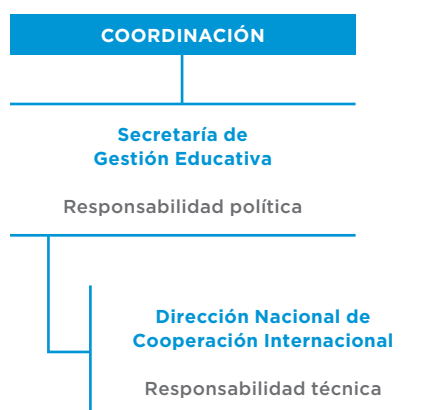 COORDINACIÓN
Secretaría de
Gestión Educativa
Responsabilidad política
Dirección Nacional de
Cooperación Internacional
Responsabilidad técnica